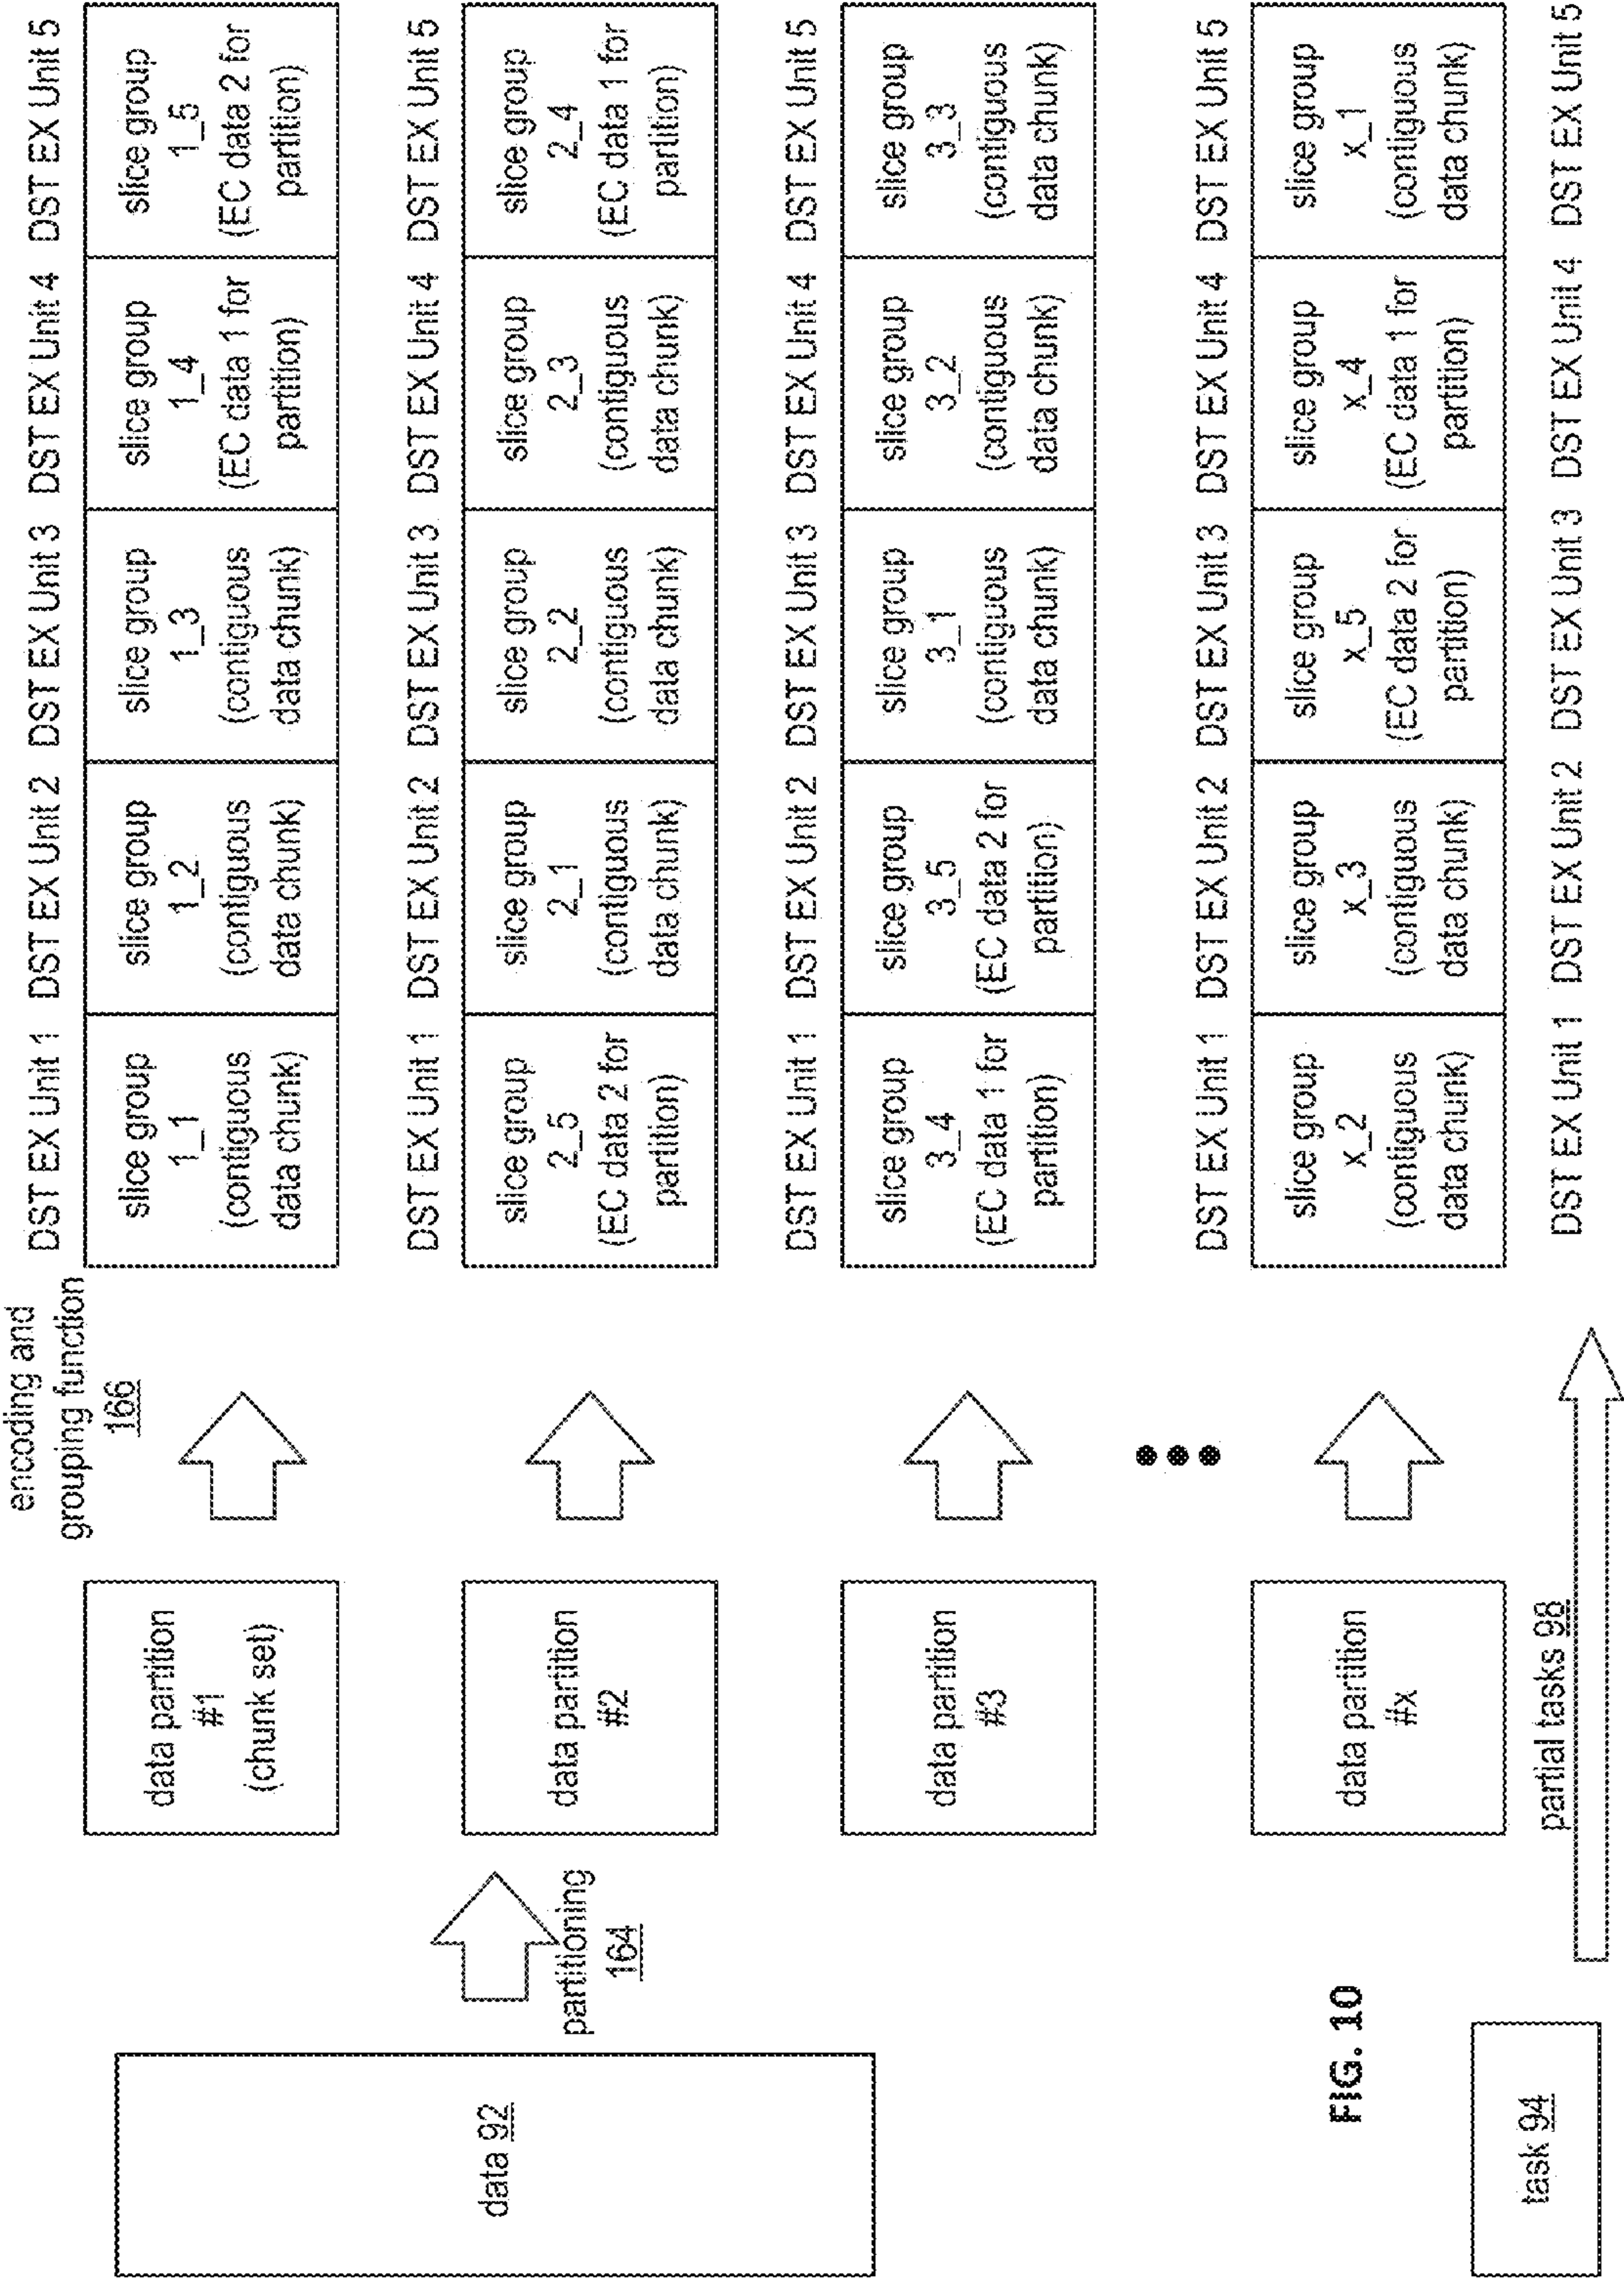 data 92
partitioning
164
data partition
#1
(chunk set)
data partition
#2
data partition
#3
data partition
#x
encoding and
grouping function
166
DST EX Unit 1 DST EX Unit 2 DST EX Unit 3 DST EX Unit 4 DST EX Unit 5
slice group
1_1
(contiguous
data chunk)
slice group
1_2
(contiguous
data chunk)
slice group
1_3
(contiguous
data chunk)
slice group
1_4
(EC data 1 for
partition)
slice group
1_5
(EC data 2 for
partition)
DST EX Unit 1 DST EX Unit 2 DST EX Unit 3 DST EX Unit 4 DST EX Unit 5
slice group
2_5
(EC data 2 for
partition)
slice group
2_1
(contiguous
data chunk)
slice group
2_2
(contiguous
data chunk)
slice group
2_3
(contiguous
data chunk)
slice group
2_4
(EC data 1 for
partition)
DST EX Unit 1 DST EX Unit 2 DST EX Unit 3 DST EX Unit 4 DST EX Unit 5
slice group
3_4
(EC data 1 for
partition)
slice group
3_5
(EC data 2 for
partition)
slice group
3_1
(contiguous
data chunk)
slice group
3_2
(contiguous
data chunk)
slice group
3_3
(contiguous
data chunk)
DST EX Unit 1 DST EX Unit 2 DST EX Unit 3 DST EX Unit 4 DST EX Unit 5
slice group
x_2
(contiguous
data chunk)
slice group
x_3
(contiguous
data chunk)
slice group
x_5
(EC data 2 for
partition)
slice group
x_4
(EC data 1 for
partition)
slice group
x_1
(contiguous
data chunk)
FIG. 10
task 94
partial tasks 98
DST EX Unit 1 DST EX Unit 2 DST EX Unit 3 DST EX Unit 4 DST EX Unit 5